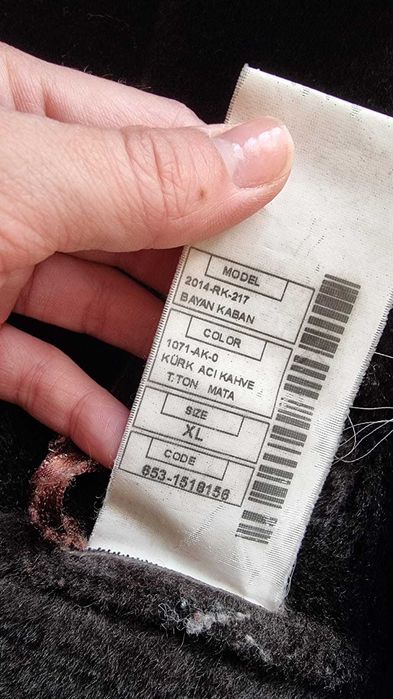 MODEL
2014-RK-217
BAYAN KABAN
COLOR
1071-AK-0
KÜRK ACI KAHVE
T.TON MATA
SIZE
XL
CODE
653-1518156